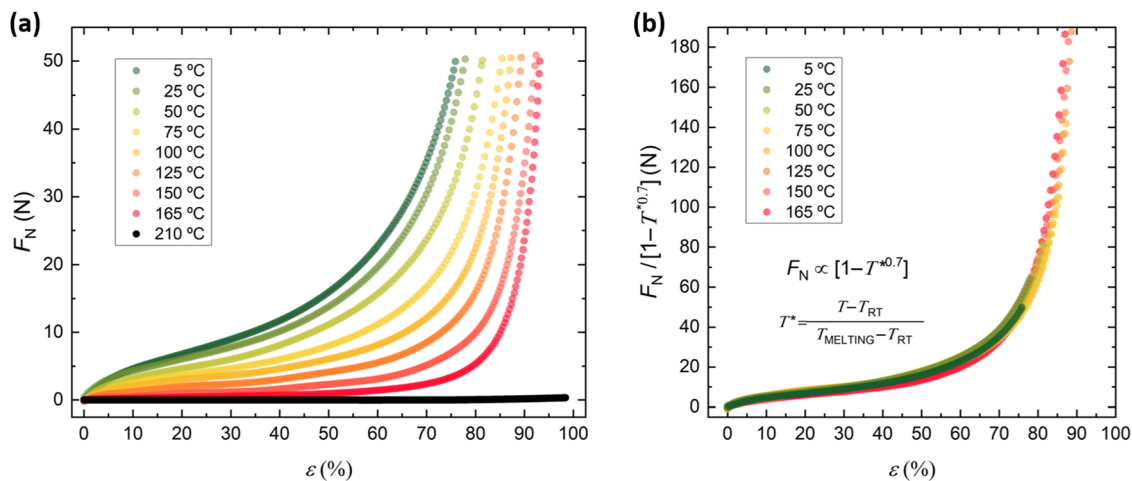 (a)
F_N (N)
50
40
30
20
10
0
5 ºC
25 ºC
50 ºC
75 ºC
100 ºC
125 ºC
150 ºC
165 ºC
210 ºC
0 10 20 30 40 50 60 70 80 90 100
ε (%)
(b)
F_N / [1−T*^0.7] (N)
180
160
140
120
100
80
60
40
20
0
5 ºC
25 ºC
50 ºC
75 ºC
100 ºC
125 ºC
150 ºC
165 ºC
F_N ∝ [1−T*^0.7]
T−T_RT
T*=
T_MELTING−T_RT
0 10 20 30 40 50 60 70 80 90 100
ε (%)